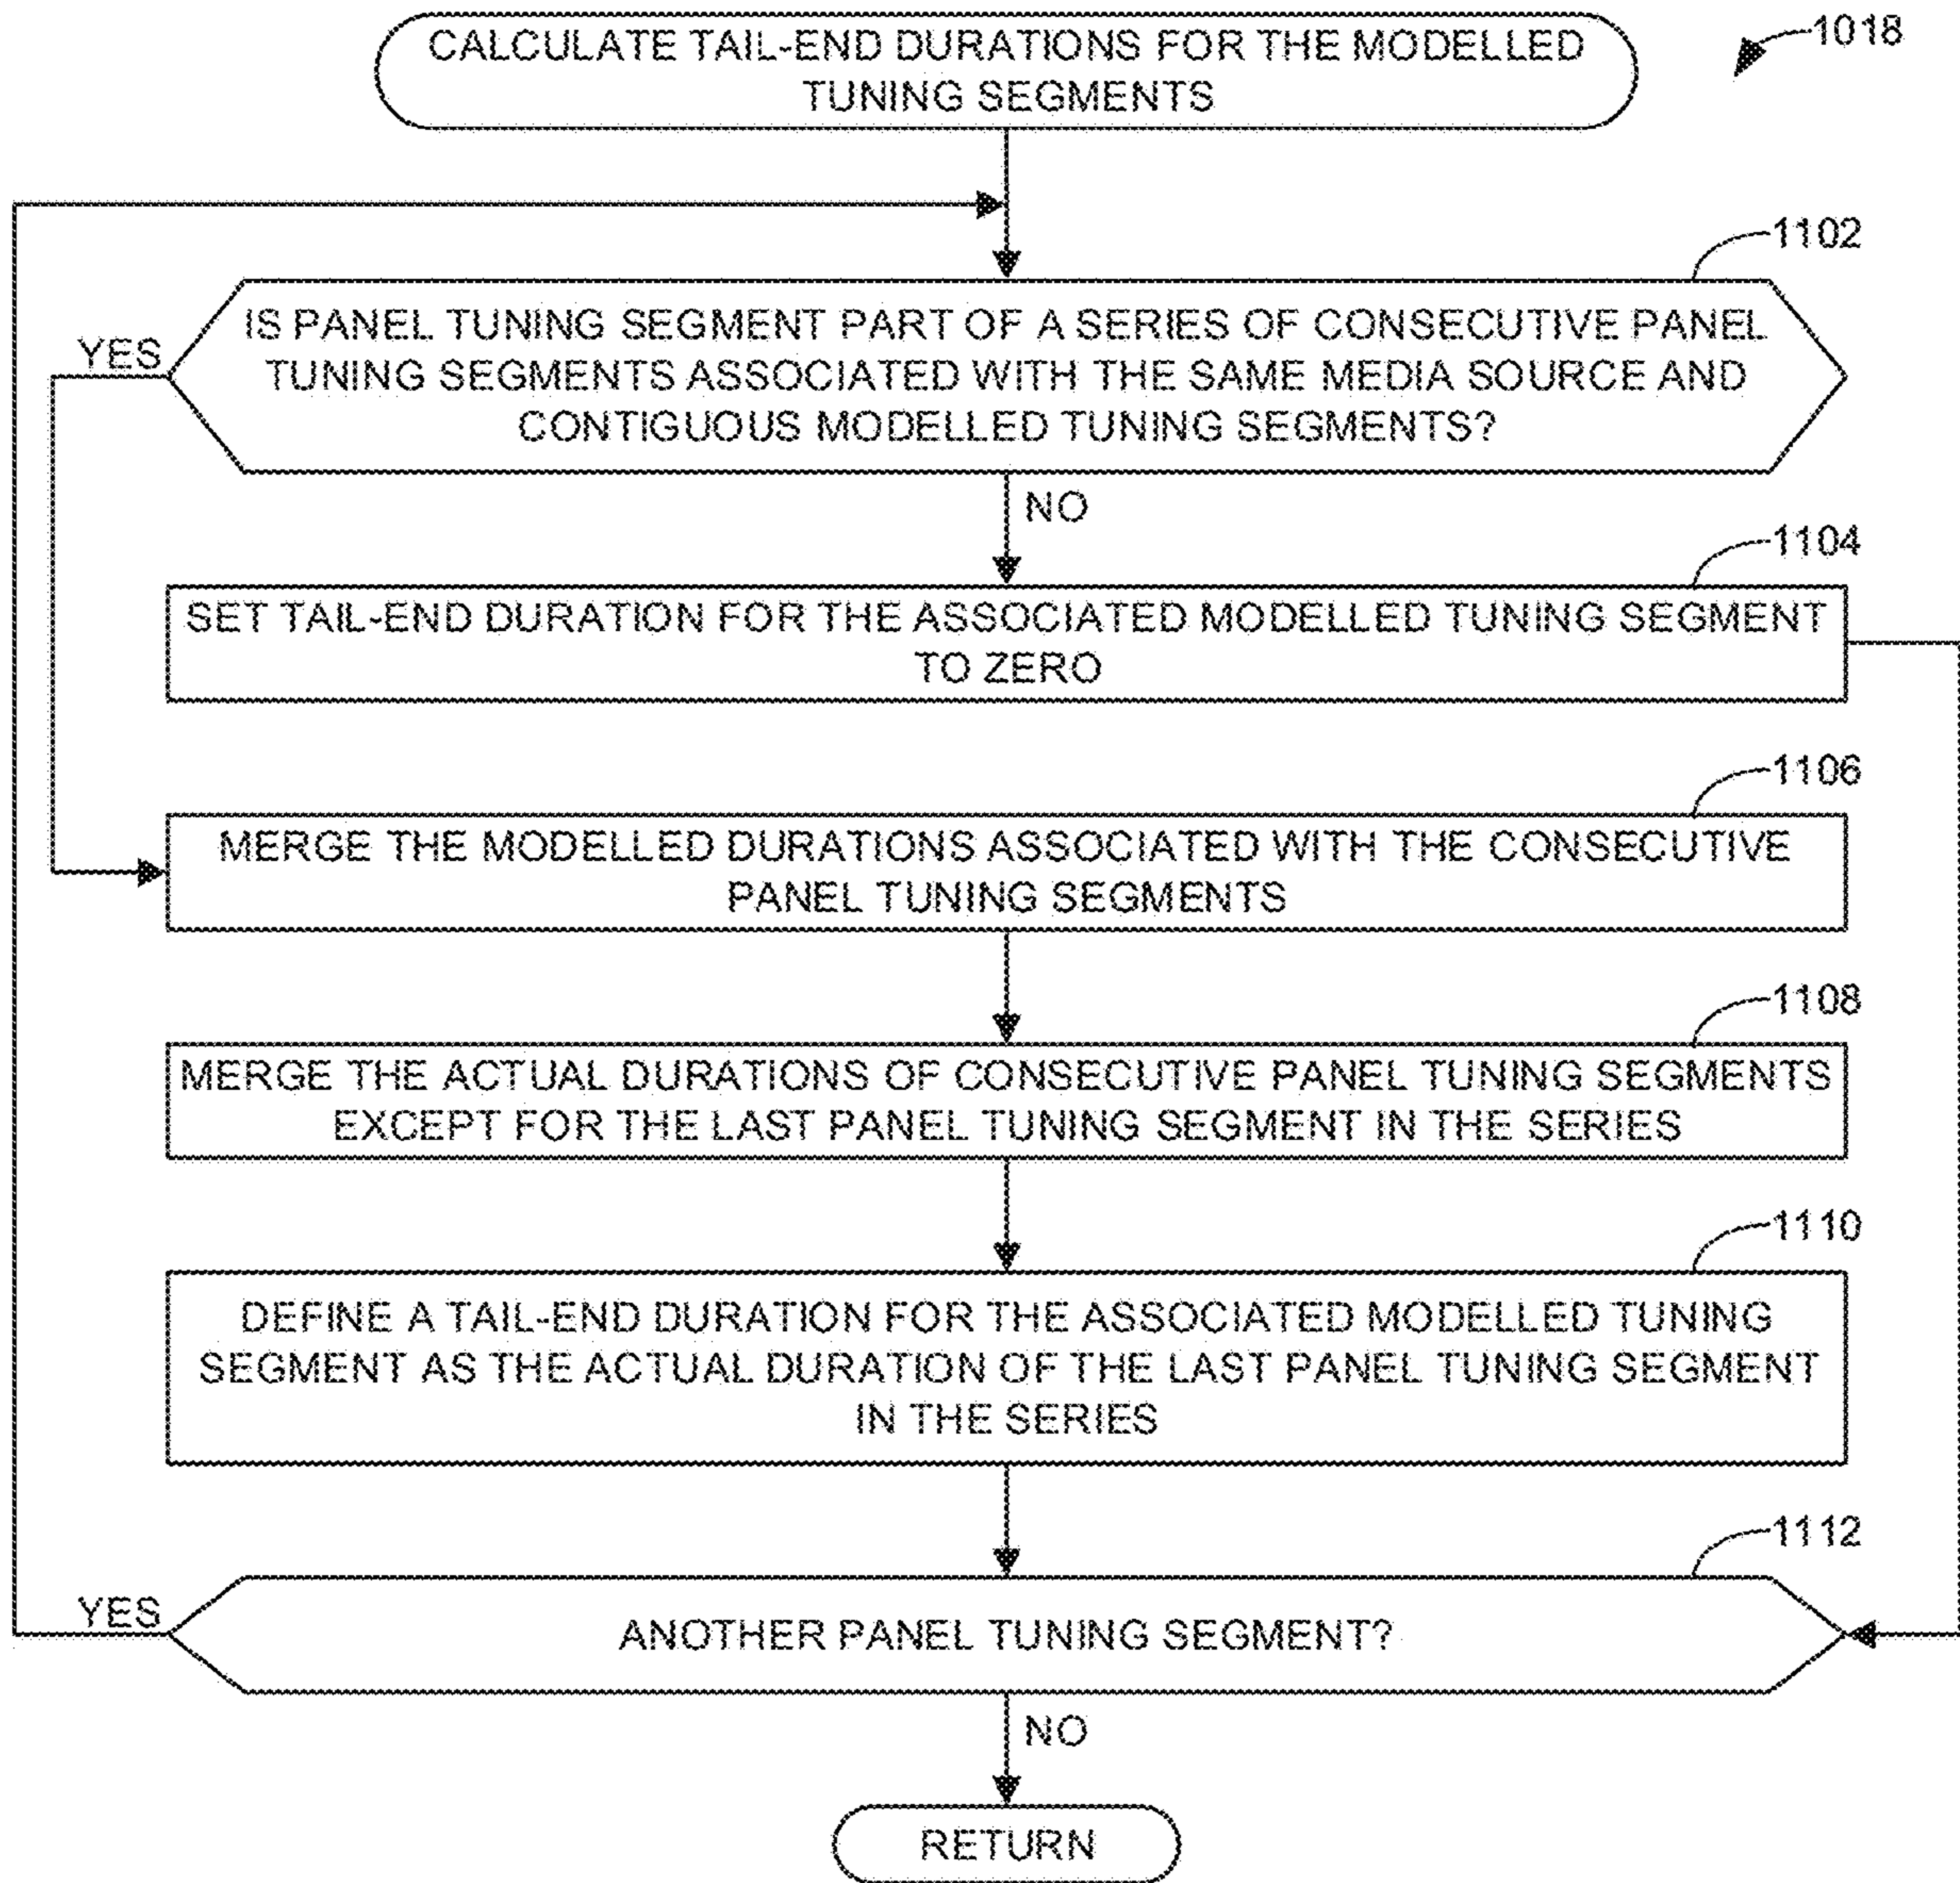 CALCULATE TAIL-END DURATIONS FOR THE MODELLED
TUNING SEGMENTS
1018
1102
IS PANEL TUNING SEGMENT PART OF A SERIES OF CONSECUTIVE PANEL
TUNING SEGMENTS ASSOCIATED WITH THE SAME MEDIA SOURCE AND
CONTIGUOUS MODELLED TUNING SEGMENTS?
YES
NO
1104
SET TAIL-END DURATION FOR THE ASSOCIATED MODELLED TUNING SEGMENT
TO ZERO
1106
MERGE THE MODELLED DURATIONS ASSOCIATED WITH THE CONSECUTIVE
PANEL TUNING SEGMENTS
1108
MERGE THE ACTUAL DURATIONS OF CONSECUTIVE PANEL TUNING SEGMENTS
EXCEPT FOR THE LAST PANEL TUNING SEGMENT IN THE SERIES
1110
DEFINE A TAIL-END DURATION FOR THE ASSOCIATED MODELLED TUNING
SEGMENT AS THE ACTUAL DURATION OF THE LAST PANEL TUNING SEGMENT
IN THE SERIES
1112
YES
ANOTHER PANEL TUNING SEGMENT?
NO
RETURN